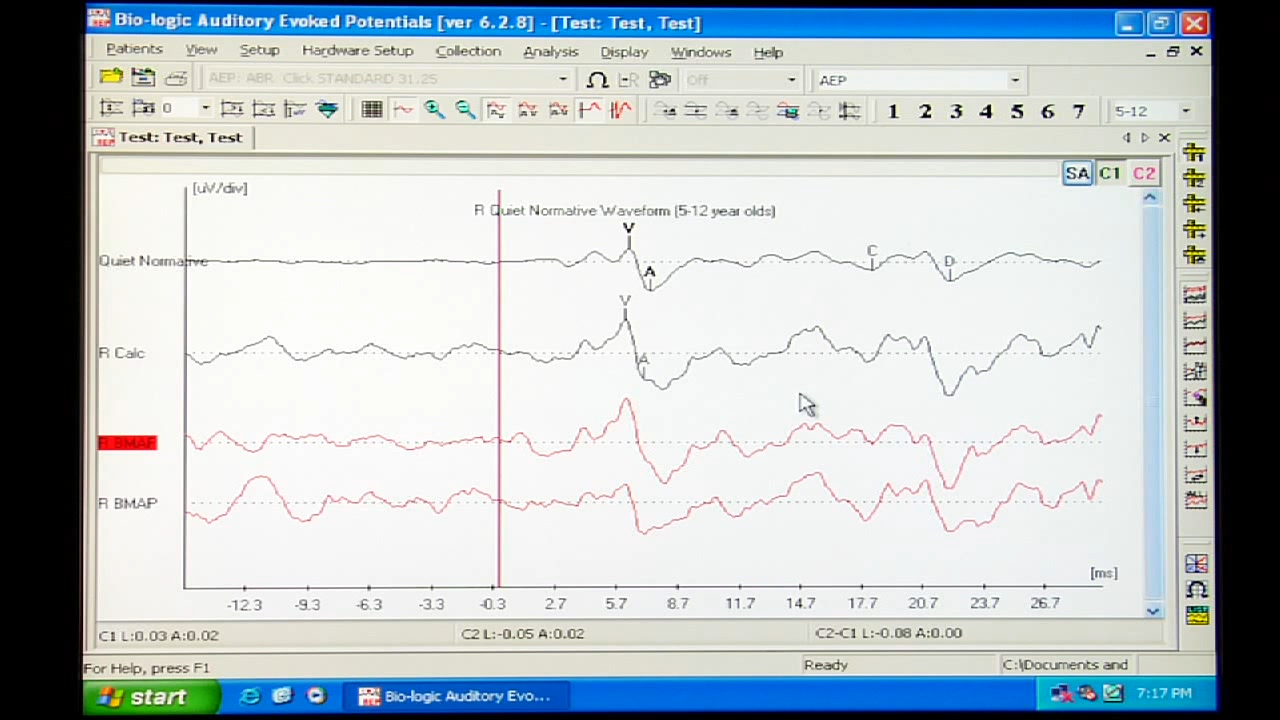 Bio-logic Auditory Evoked Potentials [ver 6.2.8] - [Test: Test, Test]
Patients View Setup Hardware Setup Collection Analysis Display Windows Help
AEP: ABR Click STANDARD 31.25 Off AEP
0 1 2 3 4 5 6 7 5-12
Test: Test, Test
SA C1 C2
[uV/div]
R Quiet Normative Waveform (5-12 year olds)
V
Quiet Normative
A
C
D
V
R Calc
A
R BMAP
R BMAP
[ms]
-12.3 -9.3 -6.3 -3.3 -0.3 2.7 5.7 8.7 11.7 14.7 17.7 20.7 23.7 26.7
C1 L:0.03 A:0.02 C2 L:-0.05 A:0.02 C2-C1 L:-0.08 A:0.00
For Help, press F1 Ready C:\Documents and
start Bio-logic Auditory Evo... 7:17 PM